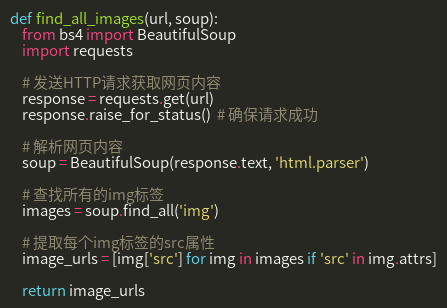 def find_all_images(url, soup):
    from bs4 import BeautifulSoup
    import requests

    # 发送HTTP请求获取网页内容
    response = requests.get(url)
    response.raise_for_status()  # 确保请求成功

    # 解析网页内容
    soup = BeautifulSoup(response.text, 'html.parser')

    # 查找所有的img标签
    images = soup.find_all('img')

    # 提取每个img标签的src属性
    image_urls = [img['src'] for img in images if 'src' in img.attrs]

    return image_urls